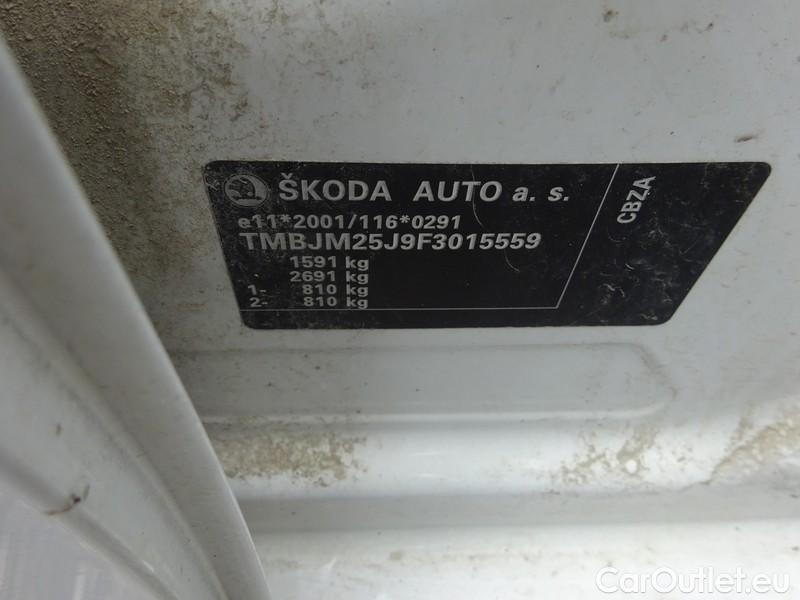 ŠKODA AUTO a. s.
e11*2001/116*0291
TMBJM25J9F3015559
1591 kg
2691 kg
1- 810 kg
2- 810 kg
CBZA
CarOutlet.eu